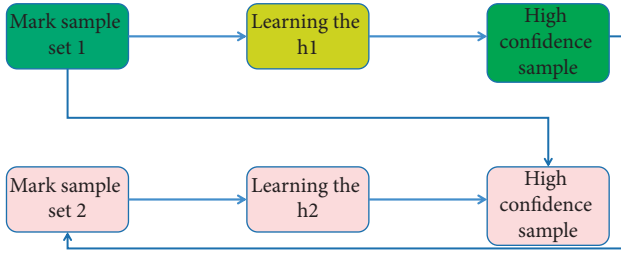 Mark sample
set 1
Learning the
h1
High
confidence
sample
Mark sample
set 2
Learning the
h2
High
confidence
sample